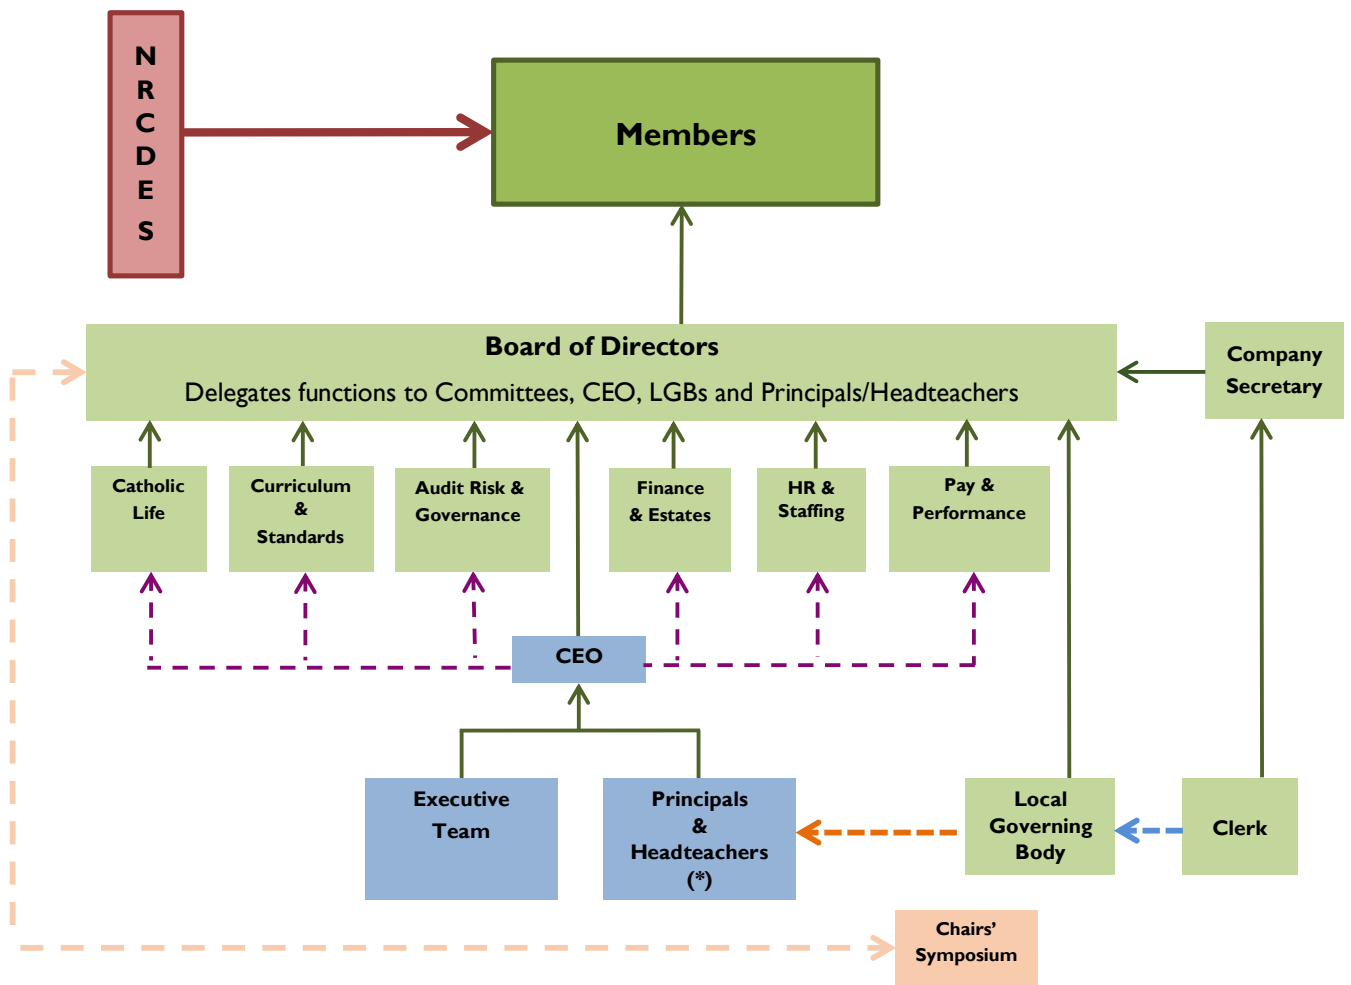 N
R
C
D
E
S
Members
Board of Directors
Delegates functions to Committees, CEO, LGBs and Principals/Headteachers
Company
Secretary
Catholic
Life
Curriculum
&
Standards
Audit Risk &
Governance
Finance
& Estates
HR &
Staffing
Pay &
Performance
CEO
Executive
Team
Principals
&
Headteachers
(*)
Local
Governing
Body
Clerk
Chairs’
Symposium